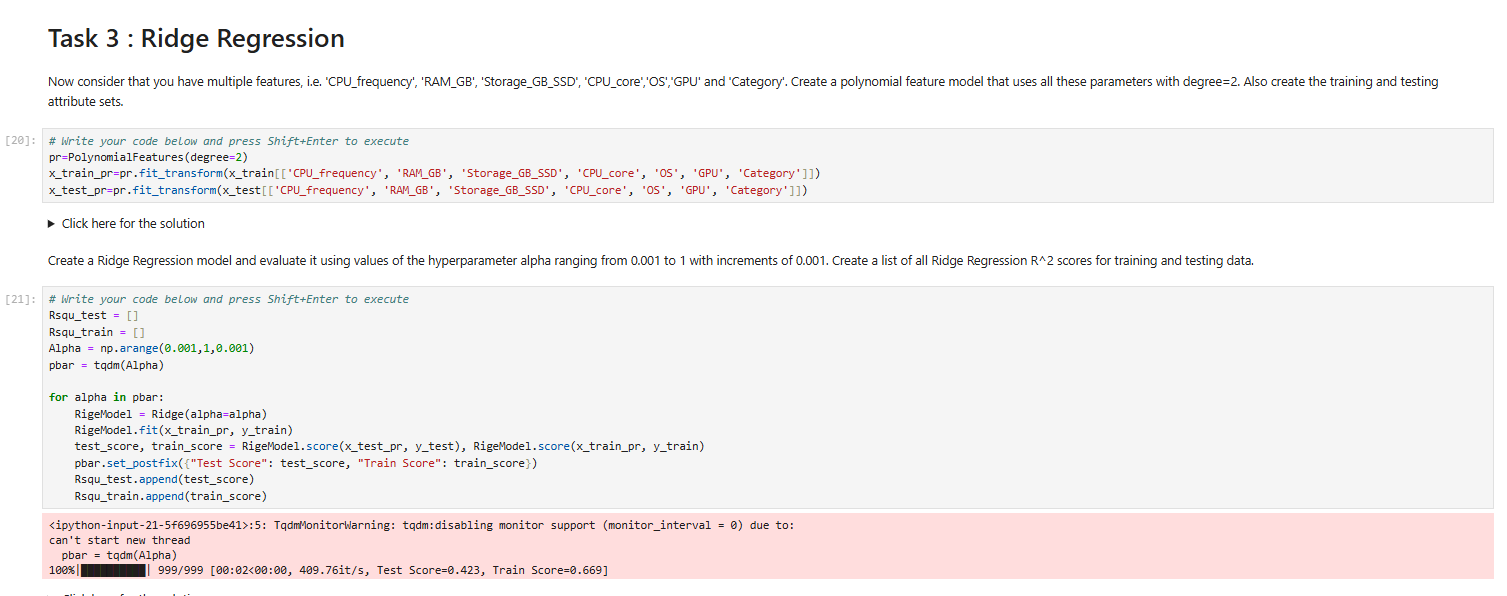 Task 3 : Ridge Regression
Now consider that you have multiple features, i.e. 'CPU_frequency', 'RAM_GB', 'Storage_GB_SSD', 'CPU_core','OS','GPU' and 'Category'. Create a polynomial feature model that uses all these parameters with degree=2. Also create the training and testing
attribute sets.
[20]: # Write your code below and press Shift+Enter to execute
pr=PolynomialFeatures(degree=2)
x_train_pr=pr.fit_transform(x_train[['CPU_frequency', 'RAM_GB', 'Storage_GB_SSD', 'CPU_core', 'OS', 'GPU', 'Category']])
x_test_pr=pr.fit_transform(x_test[['CPU_frequency', 'RAM_GB', 'Storage_GB_SSD', 'CPU_core', 'OS', 'GPU', 'Category']])
Click here for the solution
Create a Ridge Regression model and evaluate it using values of the hyperparameter alpha ranging from 0.001 to 1 with increments of 0.001. Create a list of all Ridge Regression R^2 scores for training and testing data.
[21]: # Write your code below and press Shift+Enter to execute
Rsqu_test = []
Rsqu_train = []
Alpha = np.arange(0.001,1,0.001)
pbar = tqdm(Alpha)
for alpha in pbar:
    RigeModel = Ridge(alpha=alpha)
    RigeModel.fit(x_train_pr, y_train)
    test_score, train_score = RigeModel.score(x_test_pr, y_test), RigeModel.score(x_train_pr, y_train)
    pbar.set_postfix({"Test Score": test_score, "Train Score": train_score})
    Rsqu_test.append(test_score)
    Rsqu_train.append(train_score)
<ipython-input-21-5f696955be41>:5: TqdmMonitorWarning: tqdm:disabling monitor support (monitor_interval = 0) due to:
can't start new thread
  pbar = tqdm(Alpha)
100%|██████████| 999/999 [00:02<00:00, 409.76it/s, Test Score=0.423, Train Score=0.669]